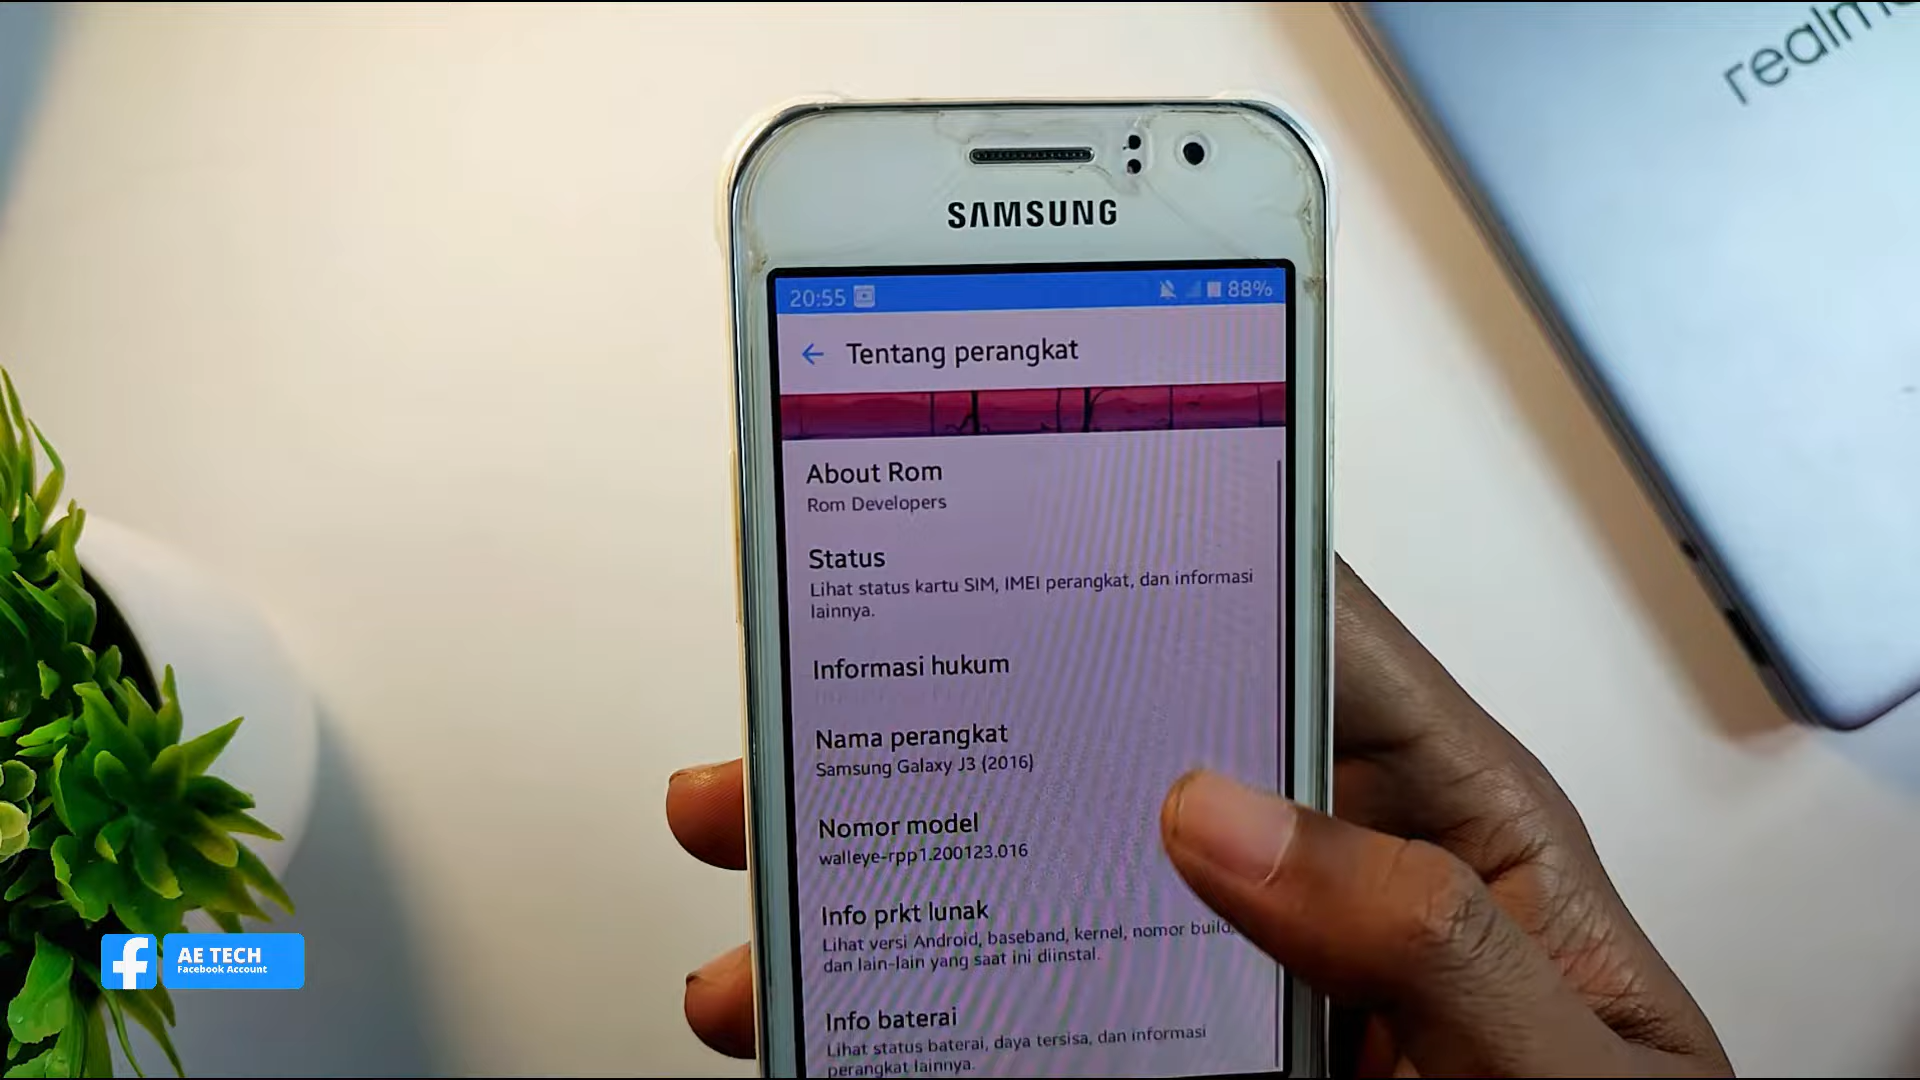 realm
SAMSUNG
20:55
88%
Tentang perangkat
About Rom
Rom Developers
Status
Lihat status kartu SIM, IMEI perangkat, dan informasi
lainnya.
Informasi hukum
Nama perangkat
Samsung Galaxy J3 (2016)
Nomor model
walleye-rpp1.200123.016
Info prkt lunak
Lihat versi Android, baseband, kernel, nomor build,
dan lain-lain yang saat ini diinstal.
Info baterai
Lihat status baterai, daya tersisa, dan informasi
perangkat lainnya.
AE TECH
Facebook Account